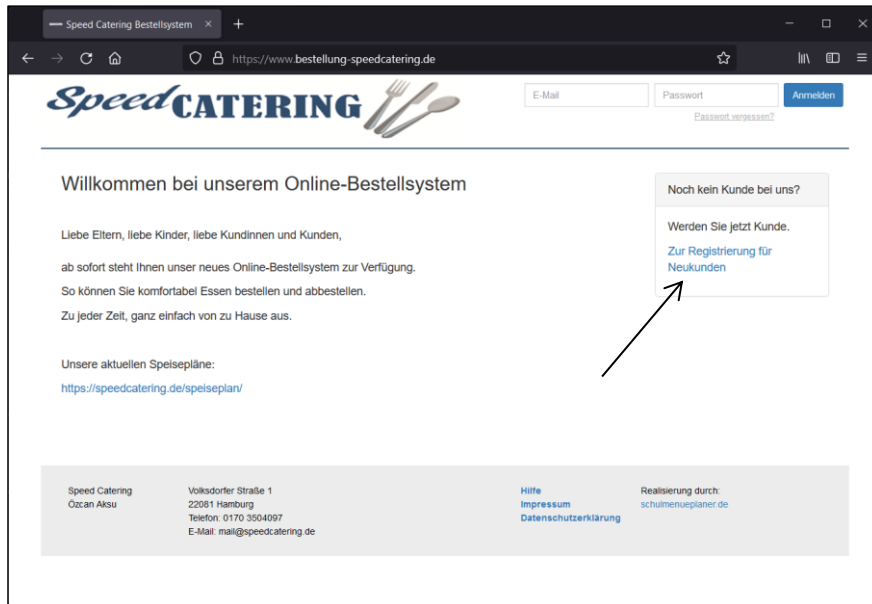 Speed Catering Bestellsystem
https://www.bestellung-speedcatering.de
Speed CATERING
E-Mail
Passwort
Anmelden
Passwort vergessen?
Willkommen bei unserem Online-Bestellsystem
Liebe Eltern, liebe Kinder, liebe Kundinnen und Kunden,
ab sofort steht Ihnen unser neues Online-Bestellsystem zur Verfügung.
So können Sie komfortabel Essen bestellen und abbestellen.
Zu jeder Zeit, ganz einfach von zu Hause aus.
Unsere aktuellen Speisepläne:
https://speedcatering.de/speiseplan/
Noch kein Kunde bei uns?
Werden Sie jetzt Kunde.
Zur Registrierung für
Neukunden
Speed Catering
Özcan Aksu
Volksdorfer Straße 1
22081 Hamburg
Telefon: 0170 3504097
E-Mail: mail@speedcatering.de
Hilfe
Impressum
Datenschutzerklärung
Realisierung durch:
schulmenueplaner.de